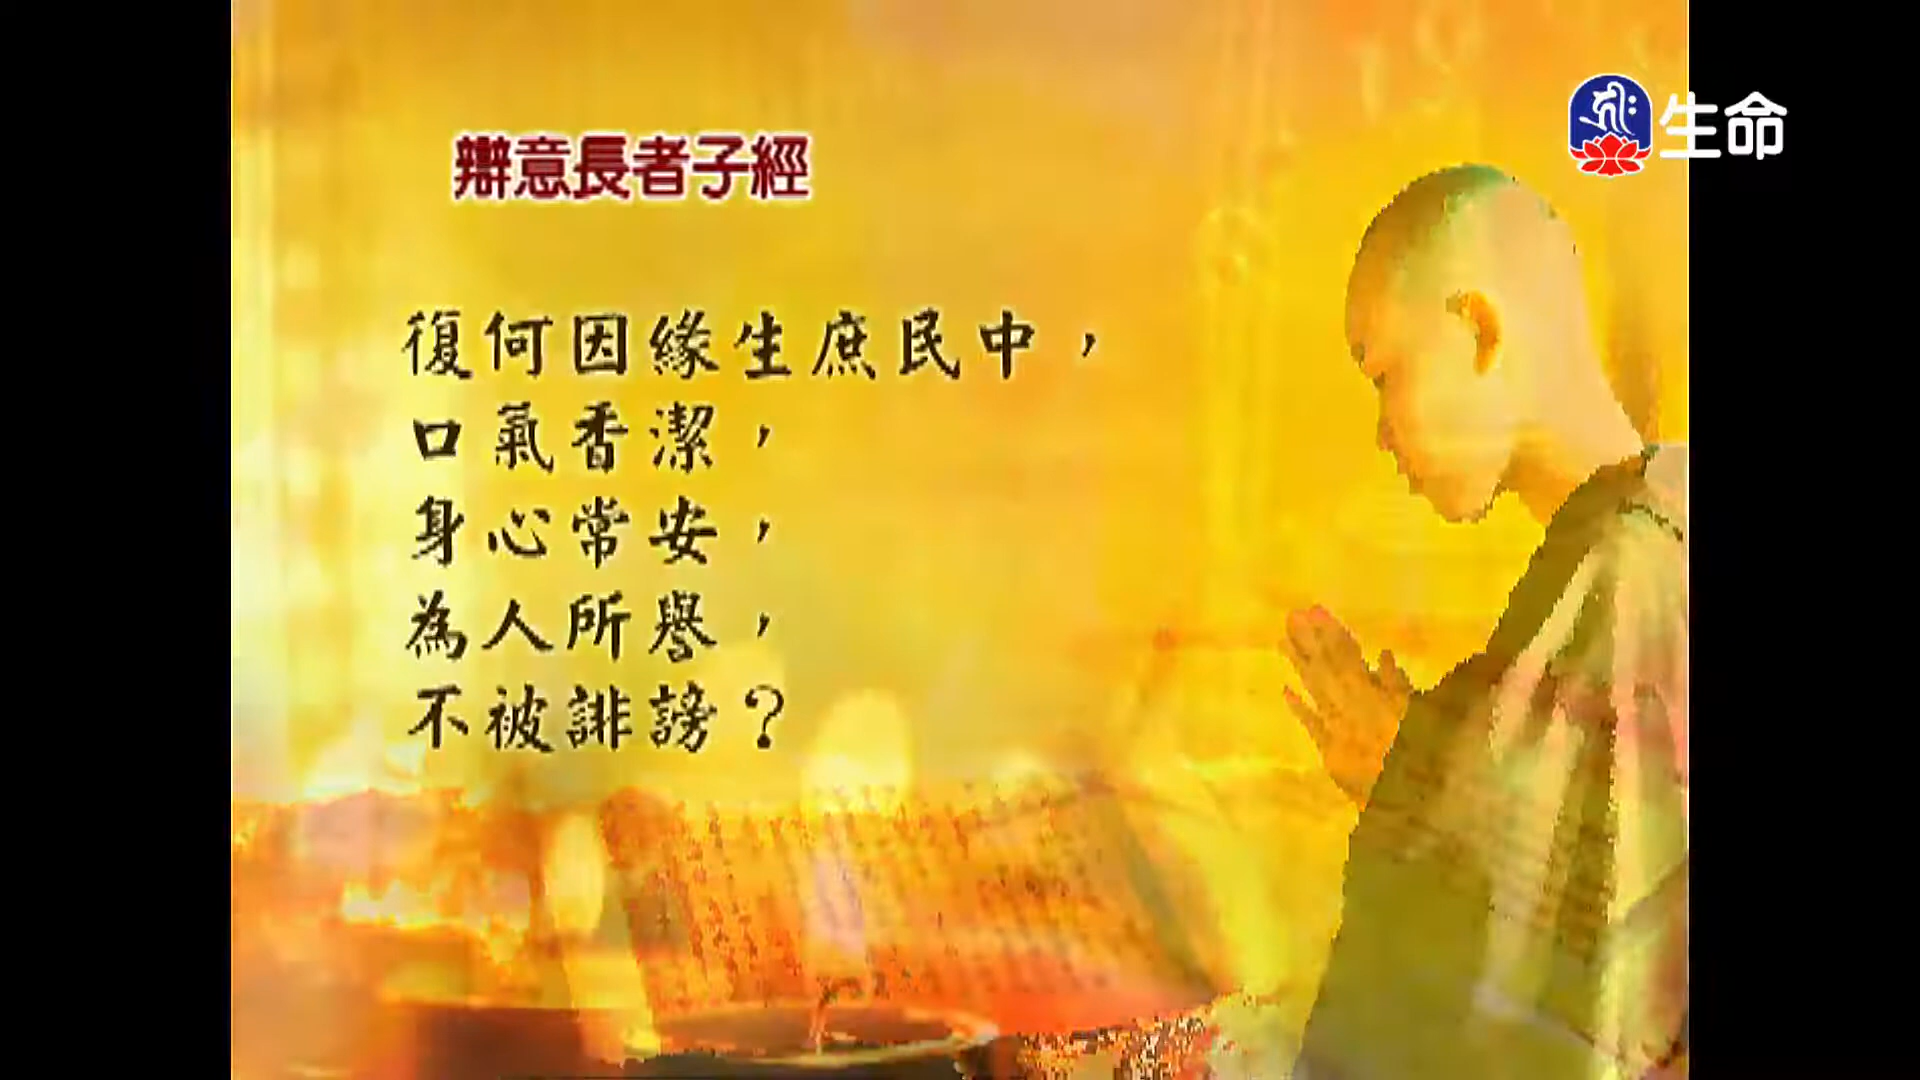 生命
辯意長者子經
復何因緣生庶民中，
口氣香潔，
身心常安，
為人所譽，
不被誹謗？